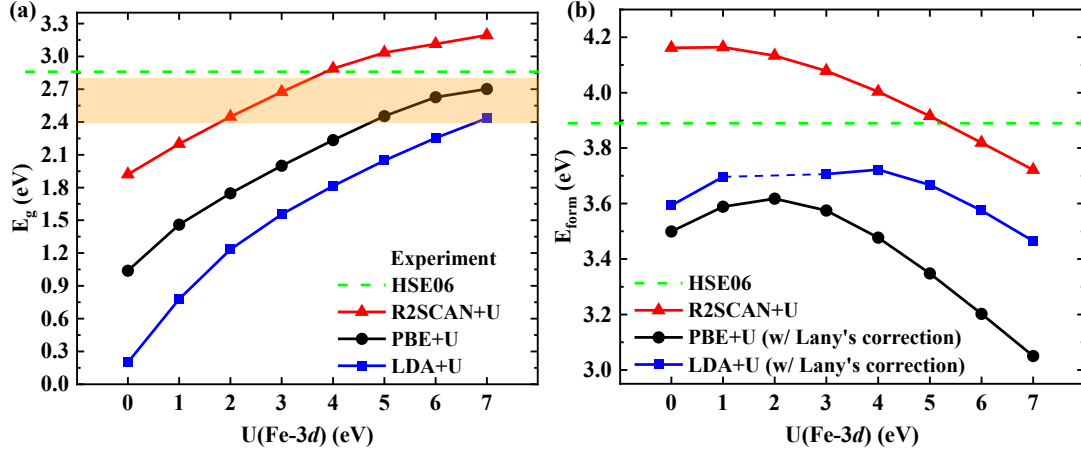 (a)
3.3
3.0
2.7
2.4
2.1
1.8
1.5
1.2
0.9
0.6
0.3
0.0
E_g (eV)
Experiment
HSE06
R2SCAN+U
PBE+U
LDA+U
0 1 2 3 4 5 6 7
U(Fe-3d) (eV)
(b)
4.2
4.0
3.8
3.6
3.4
3.2
3.0
E_form (eV)
HSE06
R2SCAN+U
PBE+U (w/ Lany's correction)
LDA+U (w/ Lany's correction)
0 1 2 3 4 5 6 7
U(Fe-3d) (eV)